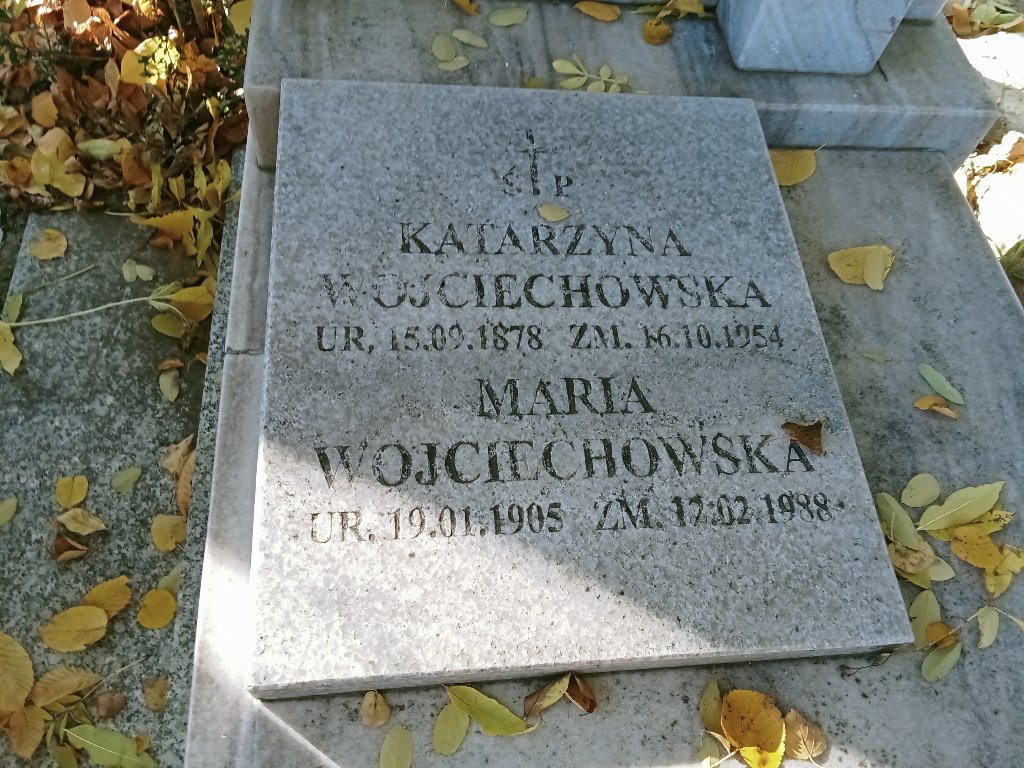 Ś P
KATARZYNA
WOJCIECHOWSKA
UR. 15.09.1878 ZM. 16.10.1954
MARIA
WOJCIECHOWSKA
UR. 19.01.1905 ZM. 17.02.1988